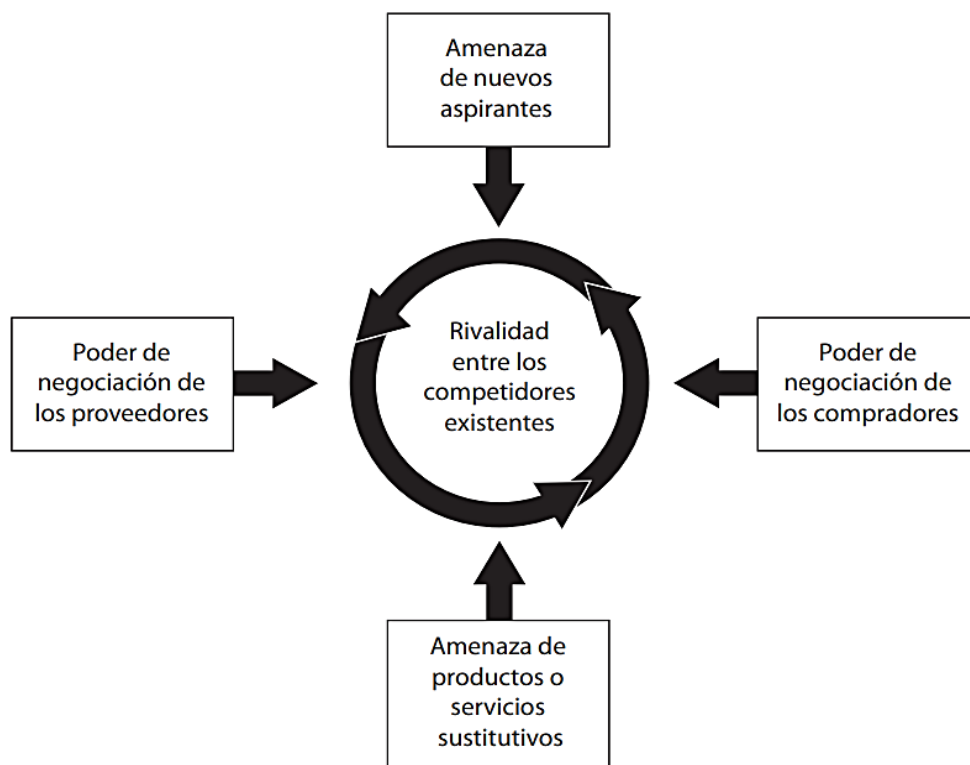 Amenaza
de nuevos
aspirantes
Poder de
negociación de
los proveedores
Rivalidad
entre los
competidores
existentes
Poder de
negociación de
los compradores
Amenaza de
productos o
servicios
sustitutivos